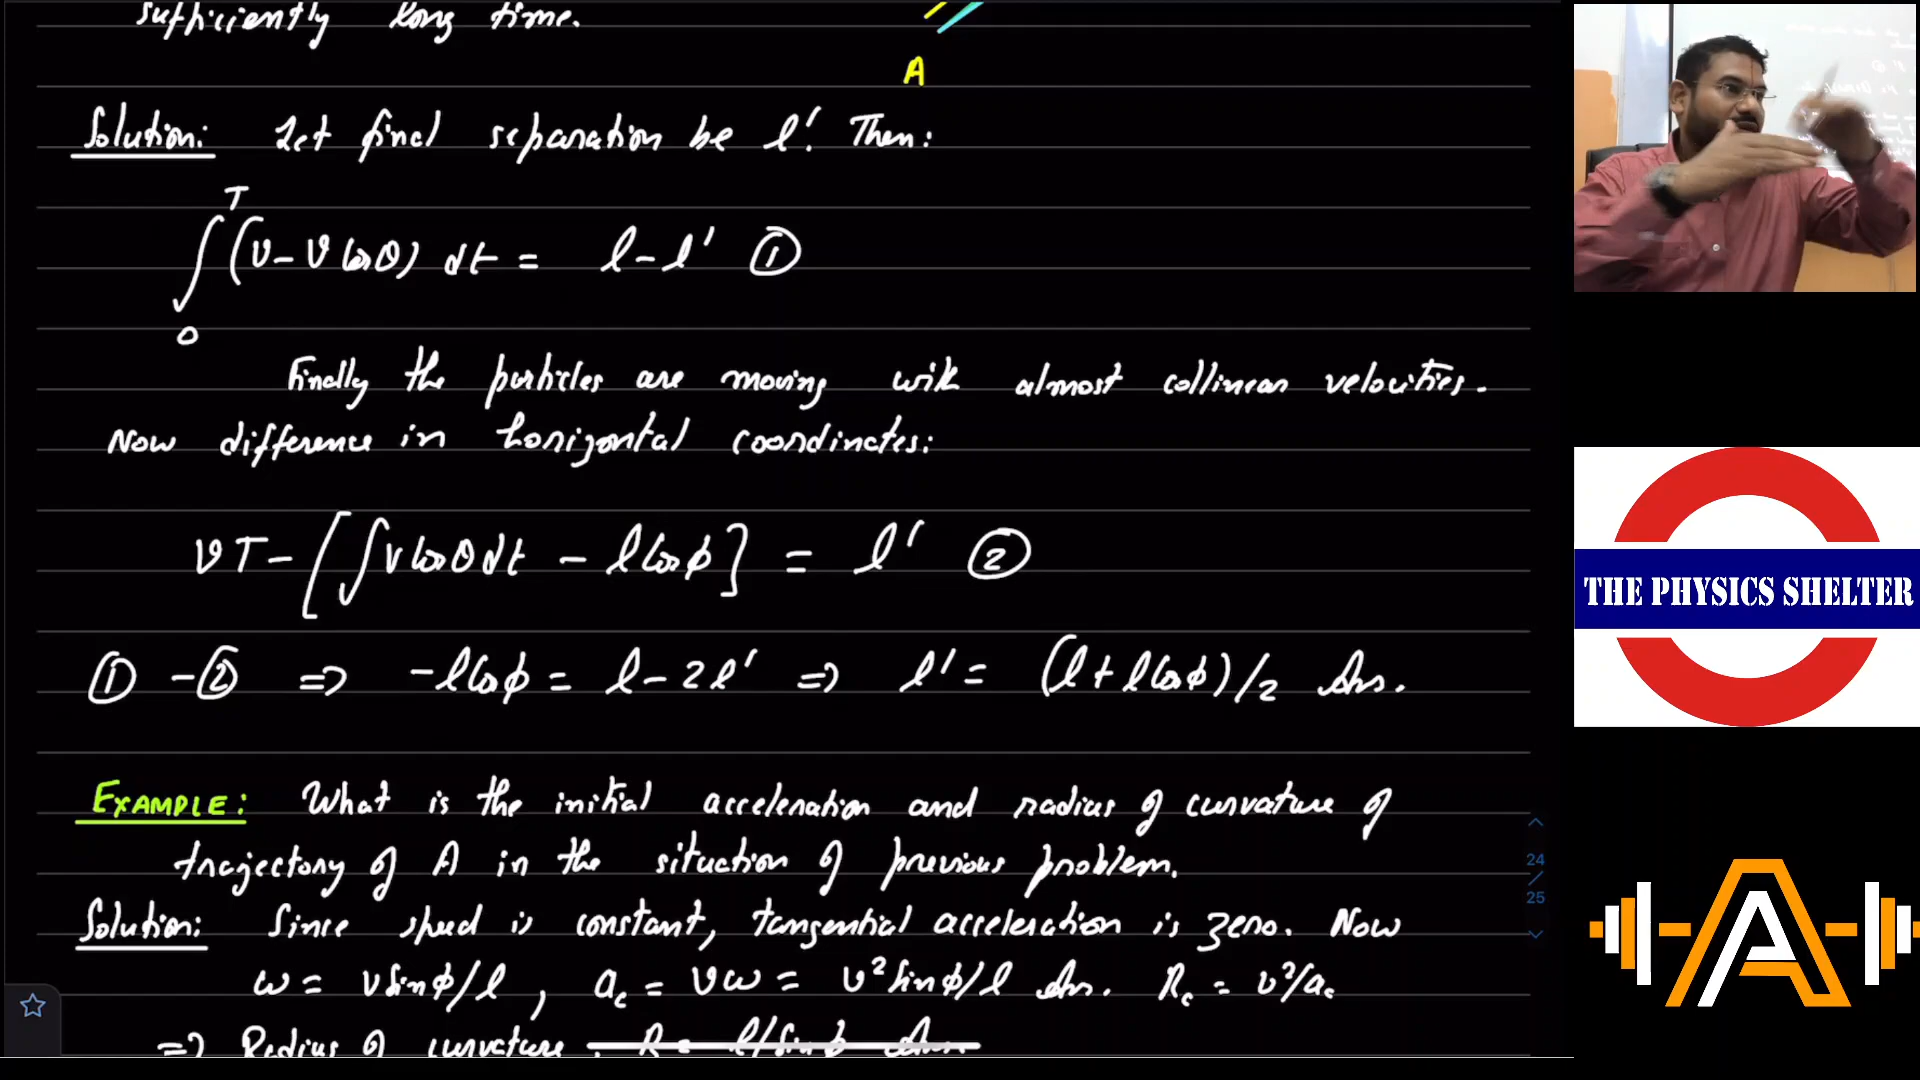 sufficiently long time.
A
Solution: Let final separation be l'. Then:
∫₀ᵀ (v - v cosθ) dt = l - l' ①
Finally the particles are moving with almost collinear velocities.
Now difference in horizontal coordinates:
vT - [∫v cosθ dt - l cosϕ] = l' ②
① - ② ⇒ -l cosϕ = l - 2l' ⇒ l' = (l + l cosϕ)/2 Ans.
EXAMPLE: What is the initial acceleration and radius of curvature of
trajectory of A in the situation of previous problem.
Solution: Since speed is constant, tangential acceleration is zero. Now
ω = v sinϕ/l, a_c = vω = v² sinϕ/l Ans. R_c = v²/a_c
⇒ Radius of curvature
THE PHYSICS SHELTER
24
/
25
A